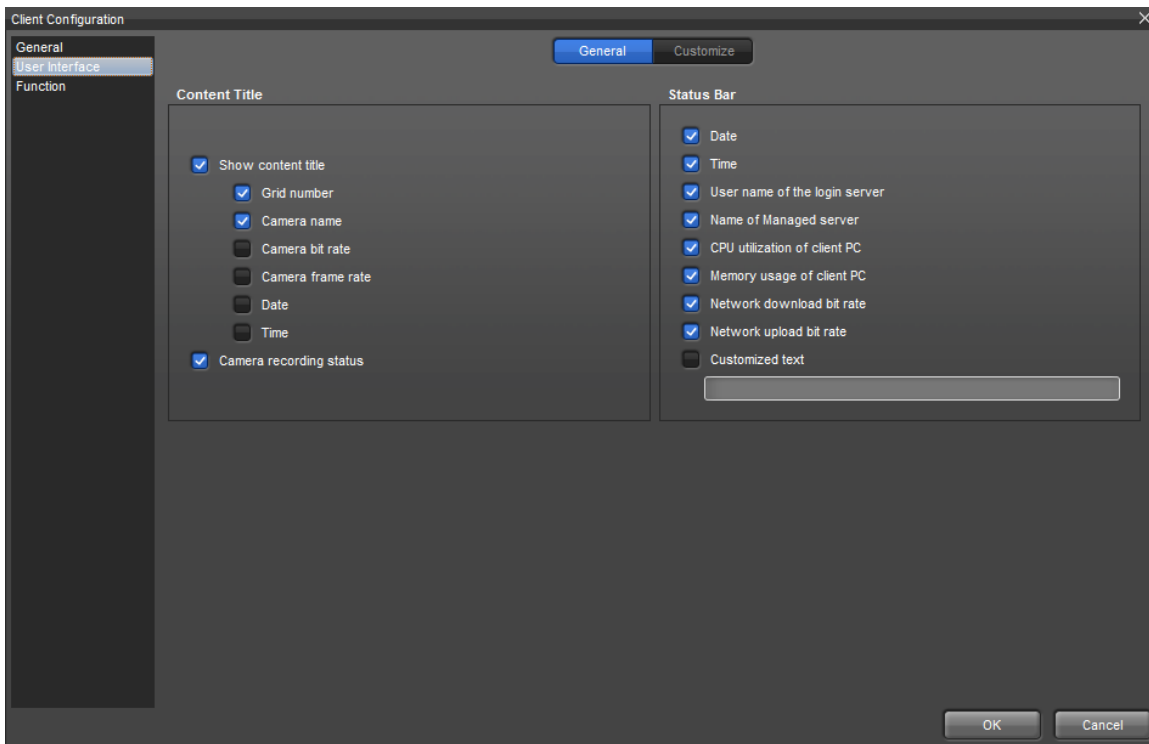 Client Configuration
General
User Interface
Function
General
Customize
Content Title
Show content title
Grid number
Camera name
Camera bit rate
Camera frame rate
Date
Time
Camera recording status
Status Bar
Date
Time
User name of the login server
Name of Managed server
CPU utilization of client PC
Memory usage of client PC
Network download bit rate
Network upload bit rate
Customized text
OK
Cancel